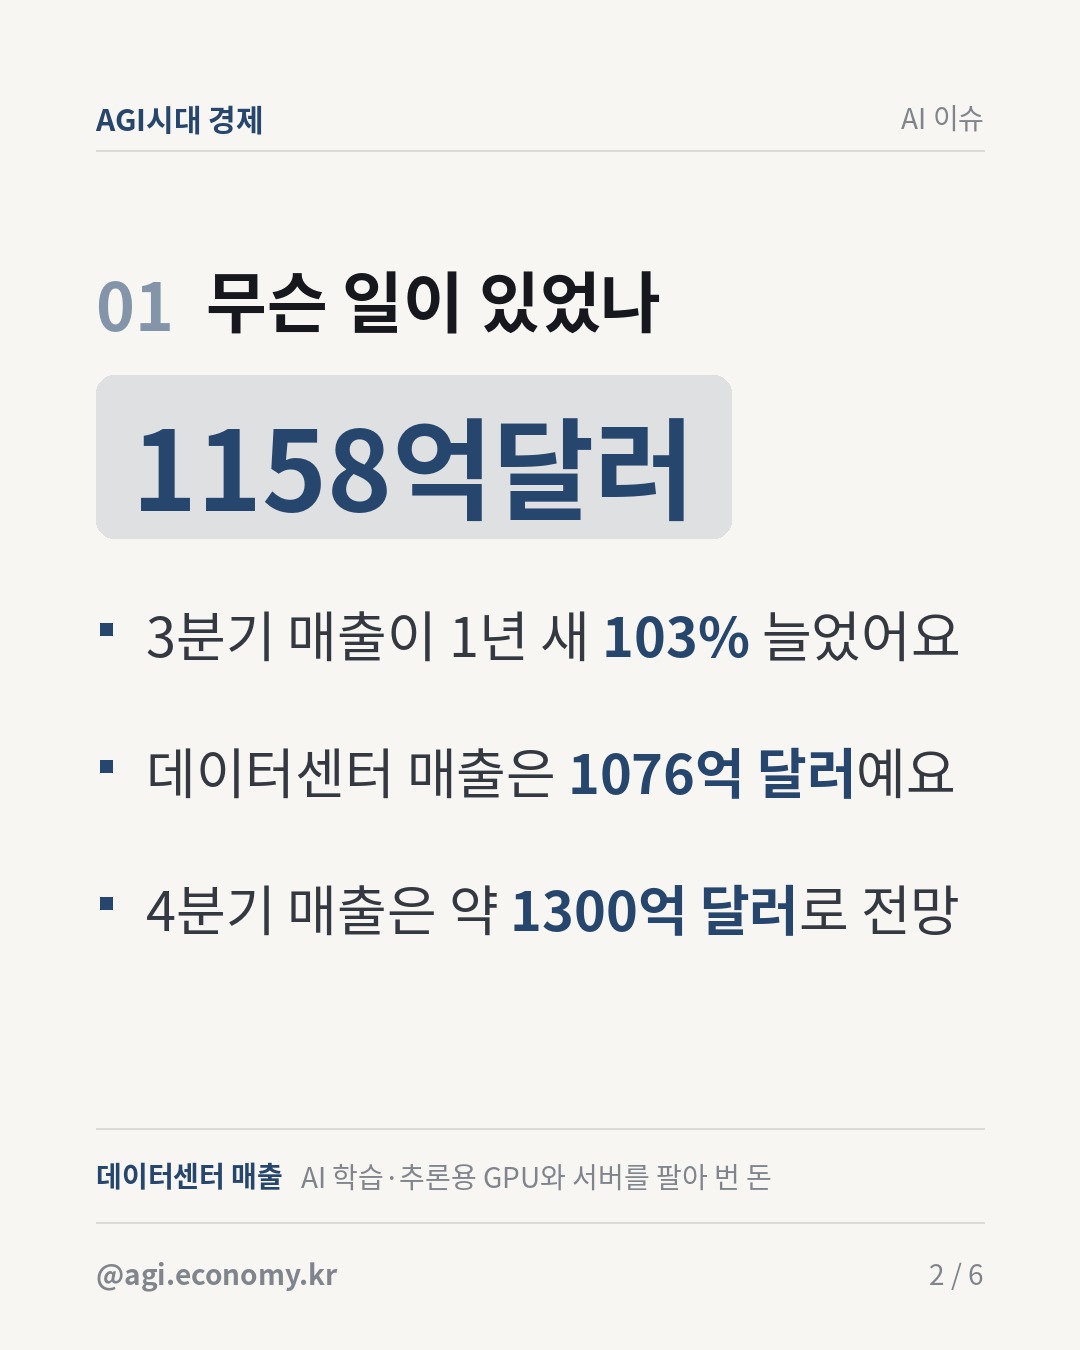 AGI시대 경제
AI 이슈
01 무슨 일이 있었나
1158억달러
▪ 3분기 매출이 1년 새 103% 늘었어요
▪ 데이터센터 매출은 1076억 달러예요
▪ 4분기 매출은 약 1300억 달러로 전망
데이터센터 매출 AI 학습·추론용 GPU와 서버를 팔아 번 돈
@agi.economy.kr
2 / 6